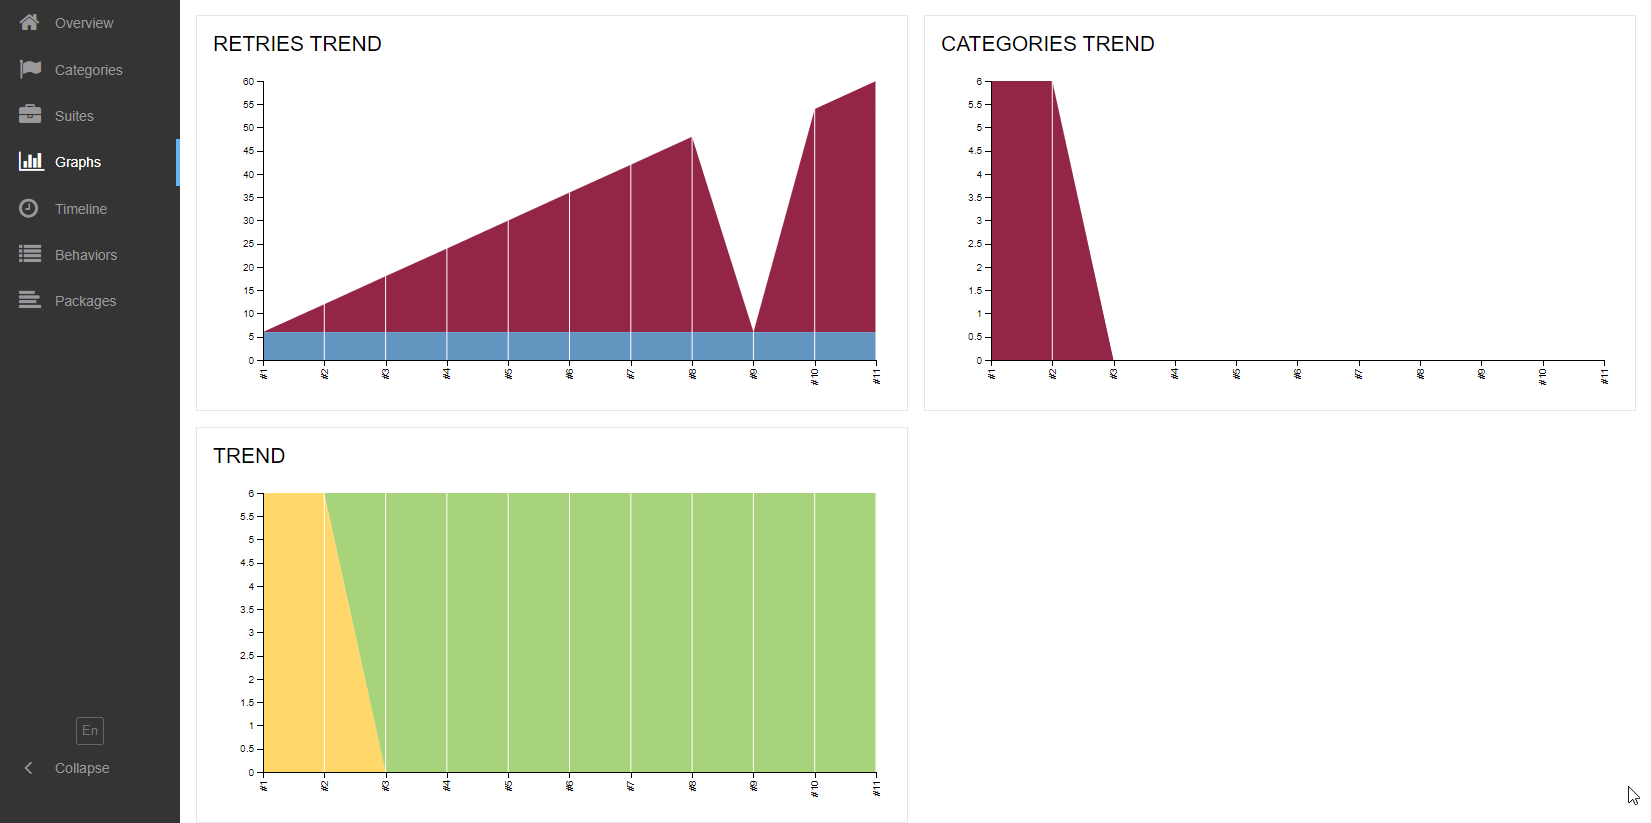 Overview
Categories
Suites
Graphs
Timeline
Behaviors
Packages
En
Collapse
RETRIES TREND
60
55
50
45
40
35
30
25
20
15
10
5
0
#1 #2 #3 #4 #5 #6 #7 #8 #9 #10 #11
CATEGORIES TREND
6
5.5
5
4.5
4
3.5
3
2.5
2
1.5
1
0.5
0
#1 #2 #3 #4 #5 #6 #7 #8 #9 #10 #11
TREND
6
5.5
5
4.5
4
3.5
3
2.5
2
1.5
1
0.5
0
#1 #2 #3 #4 #5 #6 #7 #8 #9 #10 #11